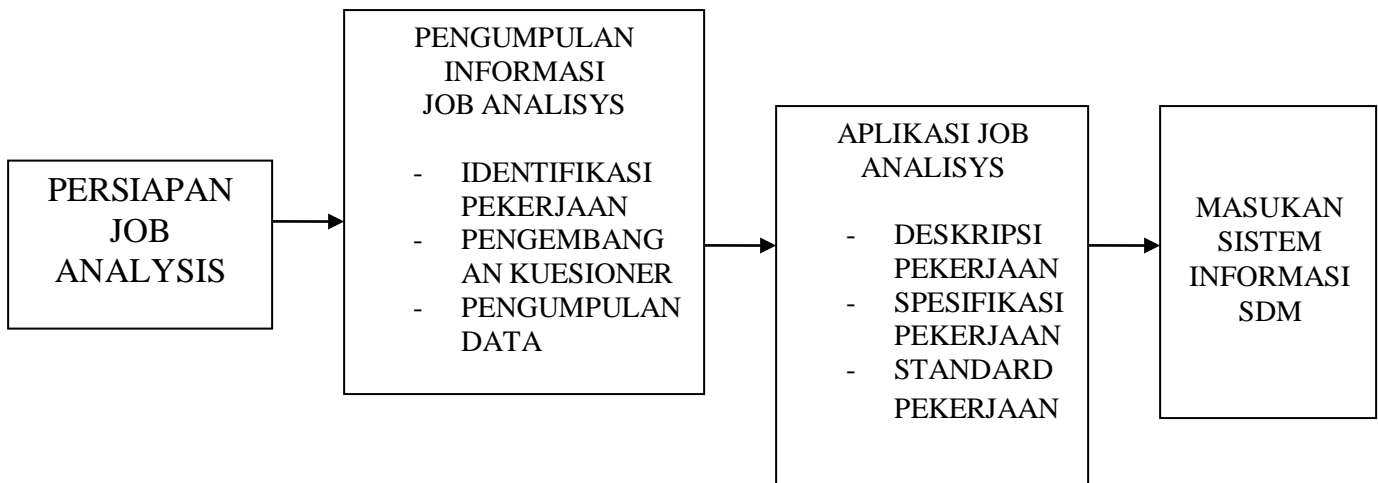 PERSIAPAN
JOB
ANALYSIS
PENGUMPULAN
INFORMASI
JOB ANALISYS
- IDENTIFIKASI
PEKERJAAN
- PENGEMBANG
AN KUESIONER
- PENGUMPULAN
DATA
APLIKASI JOB
ANALISYS
- DESKRIPSI
PEKERJAAN
- SPESIFIKASI
PEKERJAAN
- STANDARD
PEKERJAAN
MASUKAN
SISTEM
INFORMASI
SDM